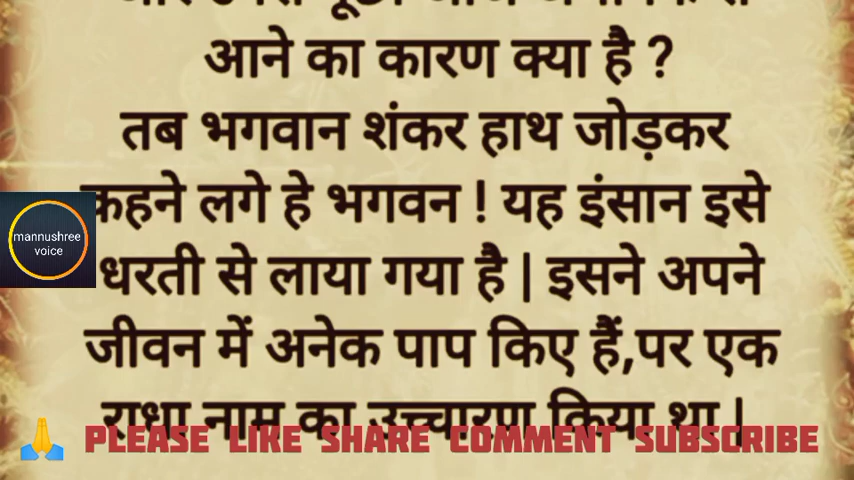 आने का कारण क्या है ?
तब भगवान शंकर हाथ जोड़कर
कहने लगे हे भगवन ! यह इंसान इसे
mannushree
voice
धरती से लाया गया है | इसने अपने
जीवन में अनेक पाप किए हैं,पर एक
राधा नाम का उच्चारण किया था |
PLEASE LIKE SHARE COMMENT SUBSCRIBE